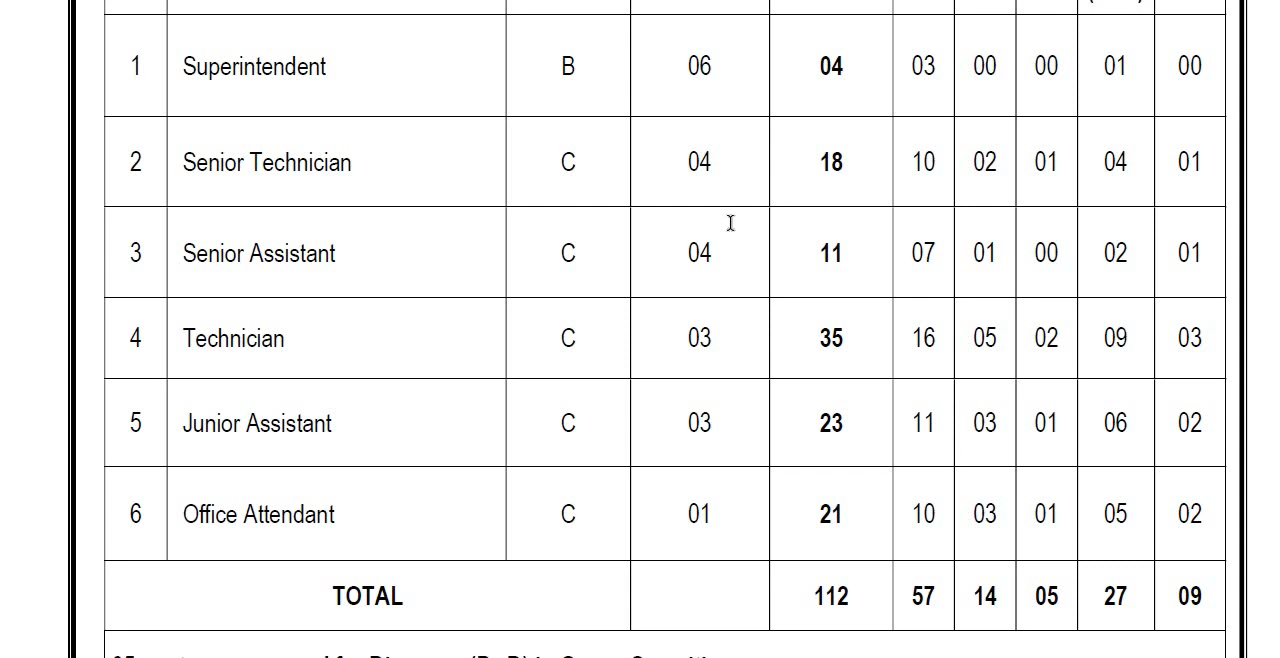 1 Superintendent B 06 04 03 00 00 01 00
2 Senior Technician C 04 18 10 02 01 04 01
3 Senior Assistant C 04 11 07 01 00 02 01
4 Technician C 03 35 16 05 02 09 03
5 Junior Assistant C 03 23 11 03 01 06 02
6 Office Attendant C 01 21 10 03 01 05 02
TOTAL 112 57 14 05 27 09